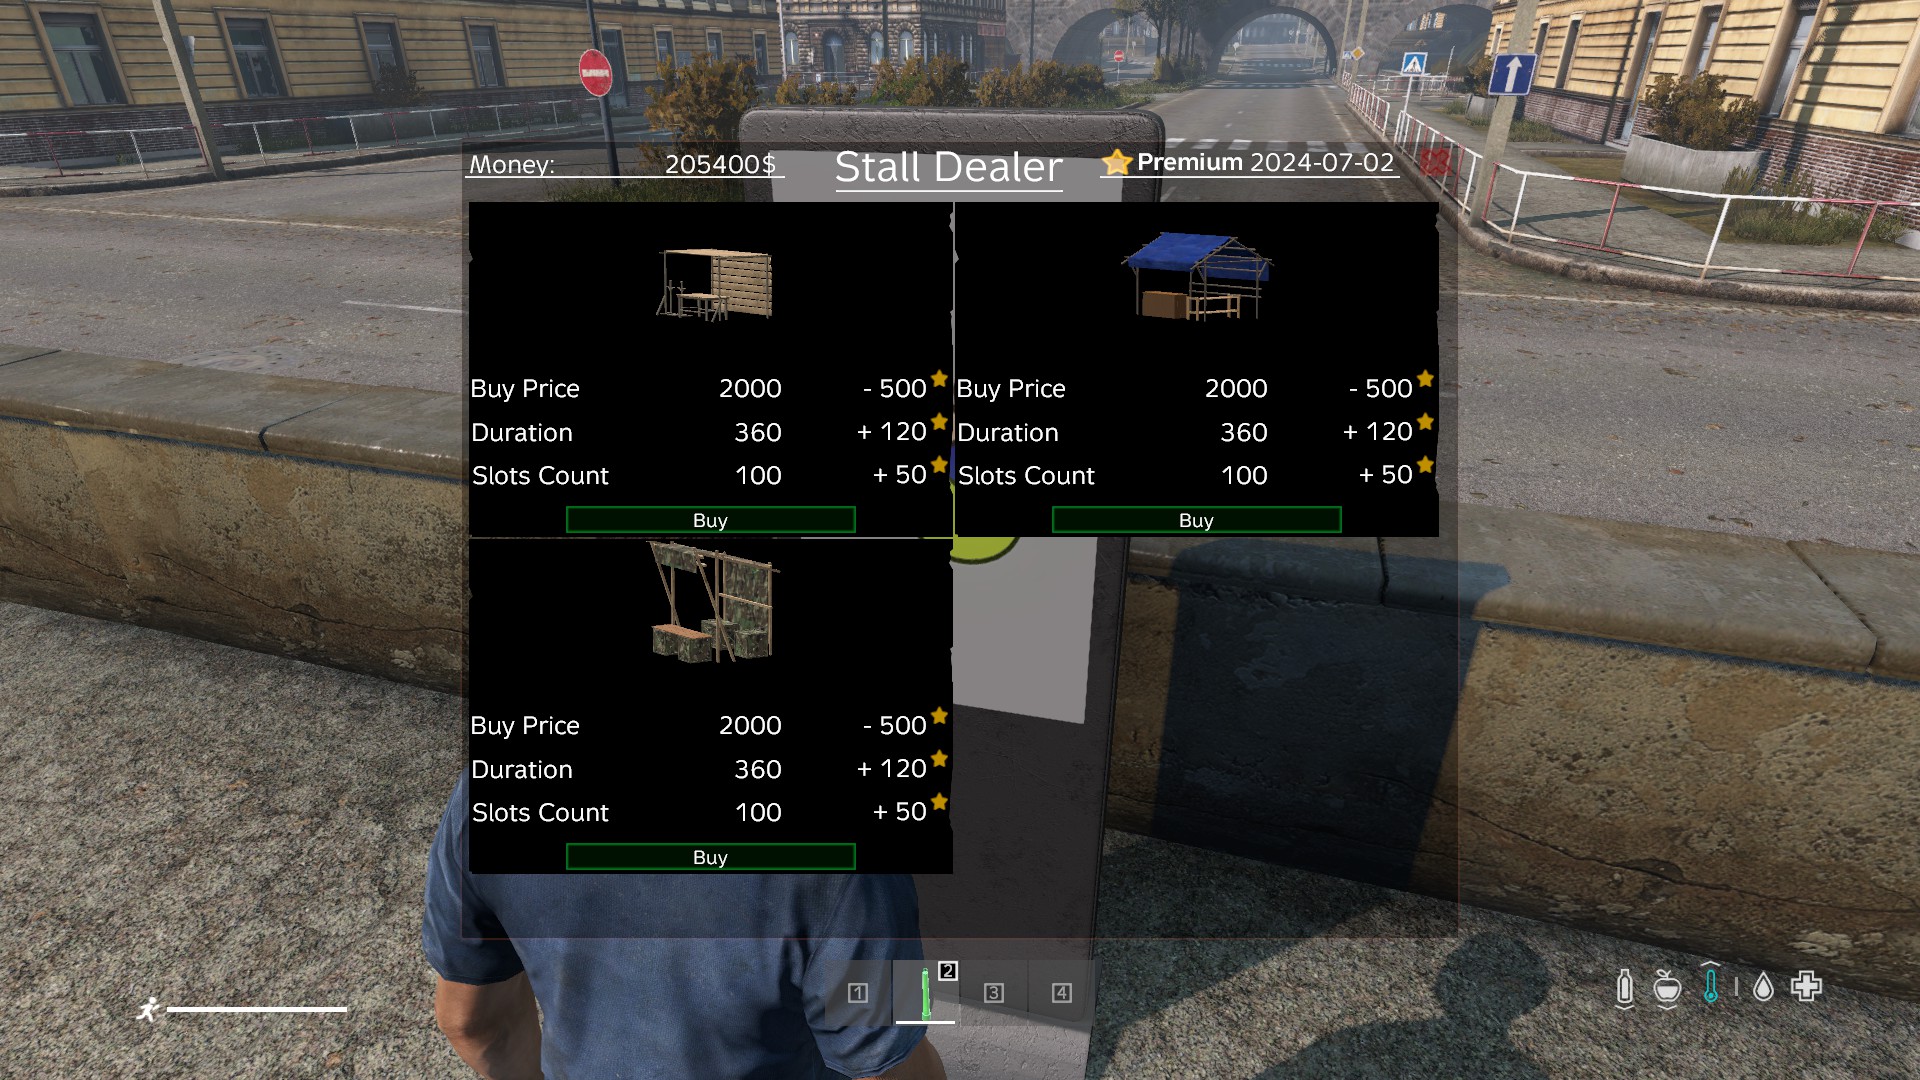 Money: 205400$
Stall Dealer
Premium 2024-07-02
Buy Price 2000 - 500
Duration 360 + 120
Slots Count 100 + 50
Buy
Buy Price 2000 - 500
Duration 360 + 120
Slots Count 100 + 50
Buy
Buy Price 2000 - 500
Duration 360 + 120
Slots Count 100 + 50
Buy
1 2 3 4